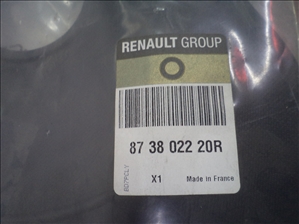 RENAULT GROUP
87 38 022 20R
X1 Made in France